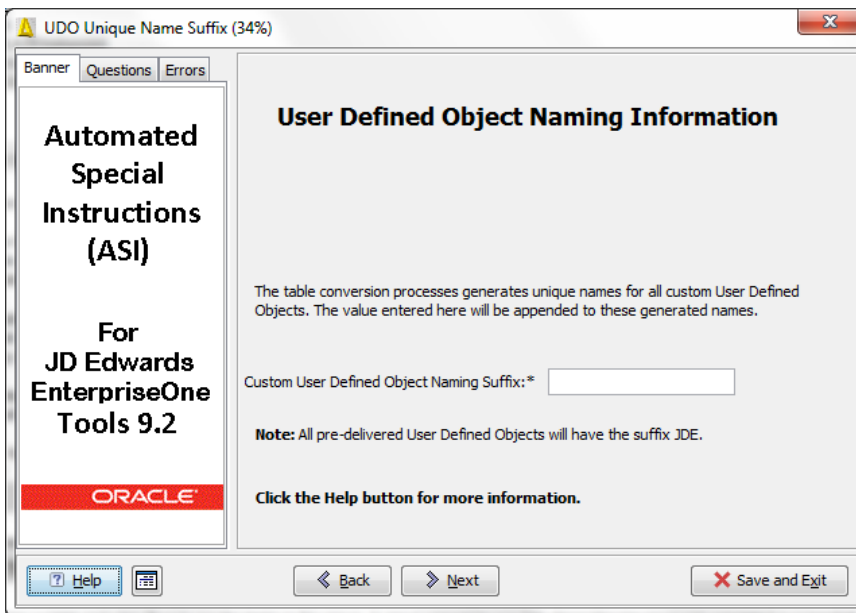 UDO Unique Name Suffix (34%)
Banner Questions Errors
Automated
Special
Instructions
(ASI)
For
JD Edwards
EnterpriseOne
Tools 9.2
ORACLE
User Defined Object Naming Information
The table conversion processes generates unique names for all custom User Defined
Objects. The value entered here will be appended to these generated names.
Custom User Defined Object Naming Suffix:*
Note: All pre-delivered User Defined Objects will have the suffix JDE.
Click the Help button for more information.
Help Back Next Save and Exit